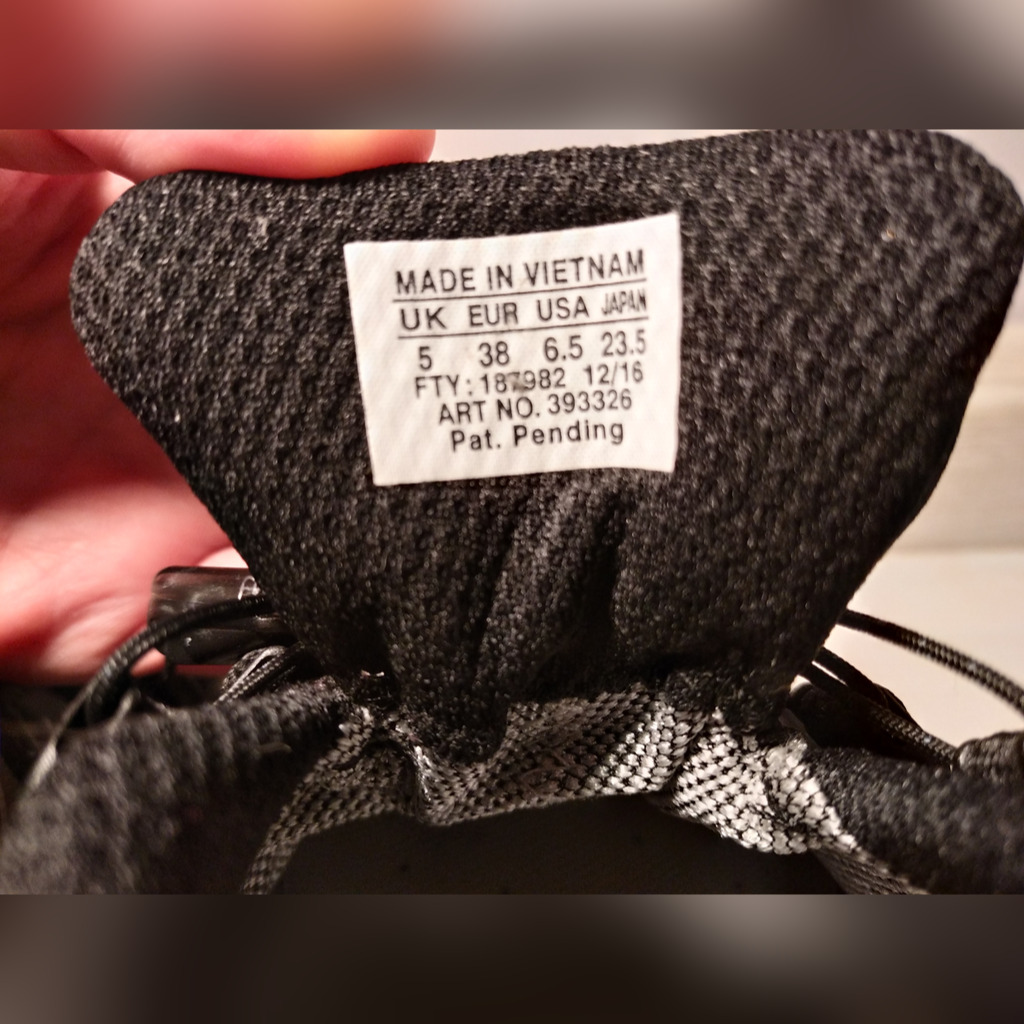 MADE IN VIETNAM
UK EUR USA JAPAN
5 38 6.5 23.5
FTY: 187982 12/16
ART NO. 393326
Pat. Pending